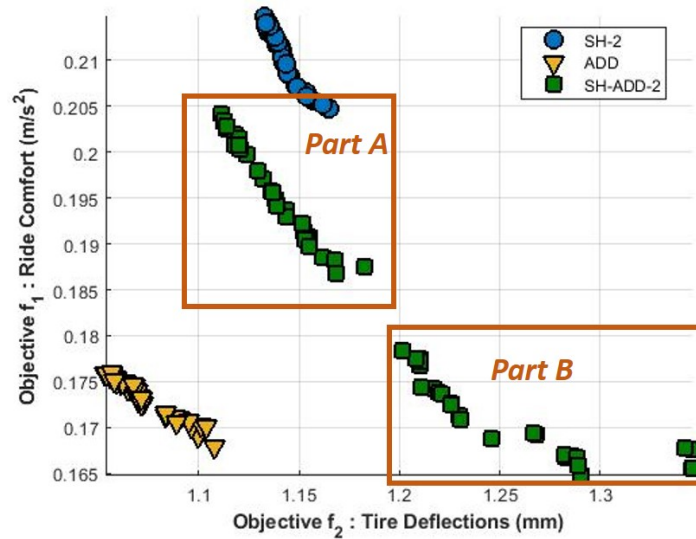 SH-2
ADD
SH-ADD-2
Part A
Part B
Objective f1 : Ride Comfort (m/s²)
0.21
0.205
0.2
0.195
0.19
0.185
0.18
0.175
0.17
0.165
1.1
1.15
1.2
1.25
1.3
Objective f2 : Tire Deflections (mm)